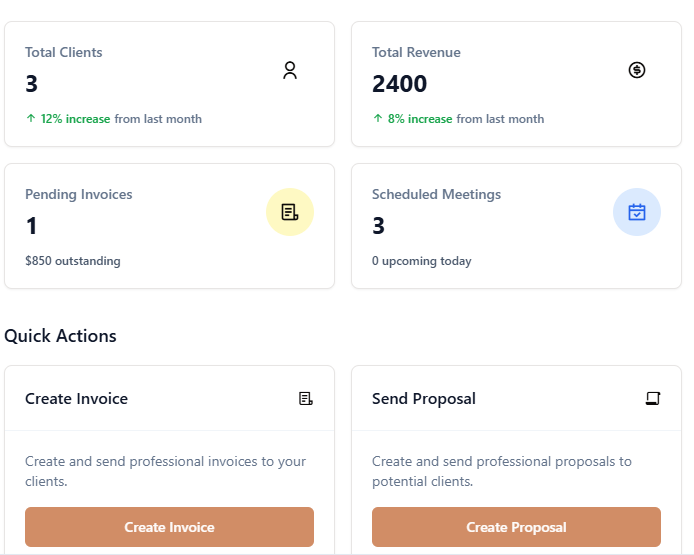 Total Clients
3
↑ 12% increase from last month
Total Revenue
2400
↑ 8% increase from last month
Pending Invoices
1
$850 outstanding
Scheduled Meetings
3
0 upcoming today
Quick Actions
Create Invoice
Create and send professional invoices to your
clients.
Create Invoice
Send Proposal
Create and send professional proposals to
potential clients.
Create Proposal